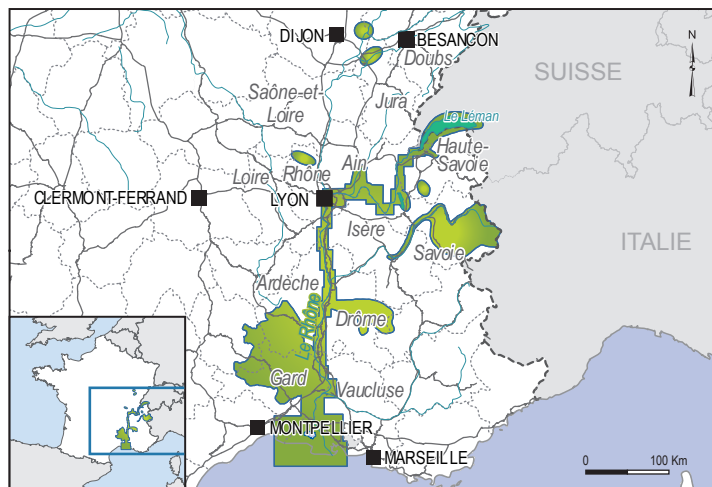 DIJON
BESANCON
Doubs
N
SUISSE
Saône-et-
Loire
Jura
Le Léman
Ain
Haute-
Savoie
Loire
Rhône
CLERMONT-FERRAND
LYON
Isère
ITALIE
Savoie
Ardèche
Le Rhône
Drôme
Gard
Vaucluse
MONTPELLIER
MARSEILLE
0 100 Km